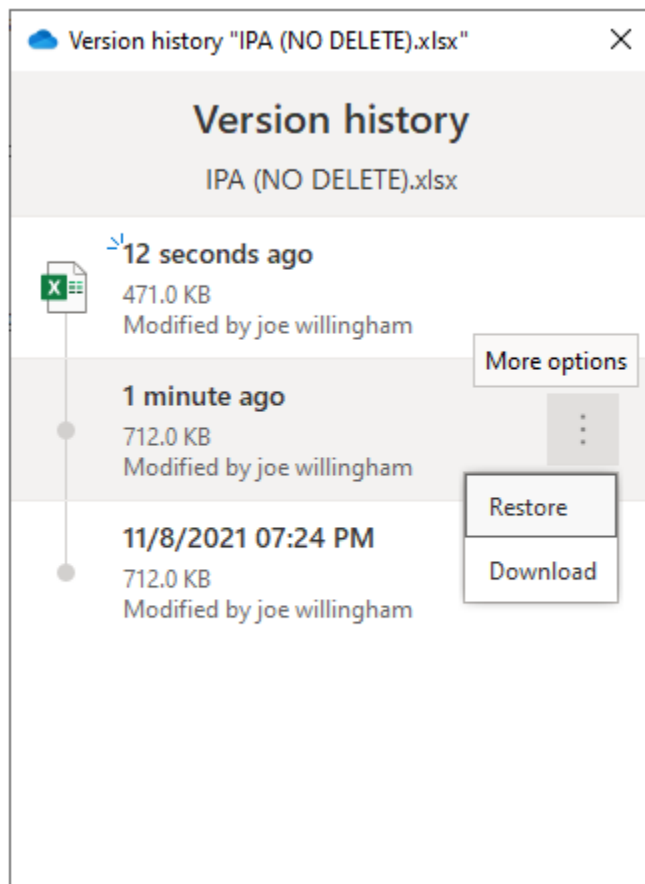 Version history "IPA (NO DELETE).xlsx"
Version history
IPA (NO DELETE).xlsx
12 seconds ago
471.0 KB
Modified by joe willingham
More options
1 minute ago
712.0 KB
Modified by joe willingham
Restore
11/8/2021 07:24 PM
Download
712.0 KB
Modified by joe willingham